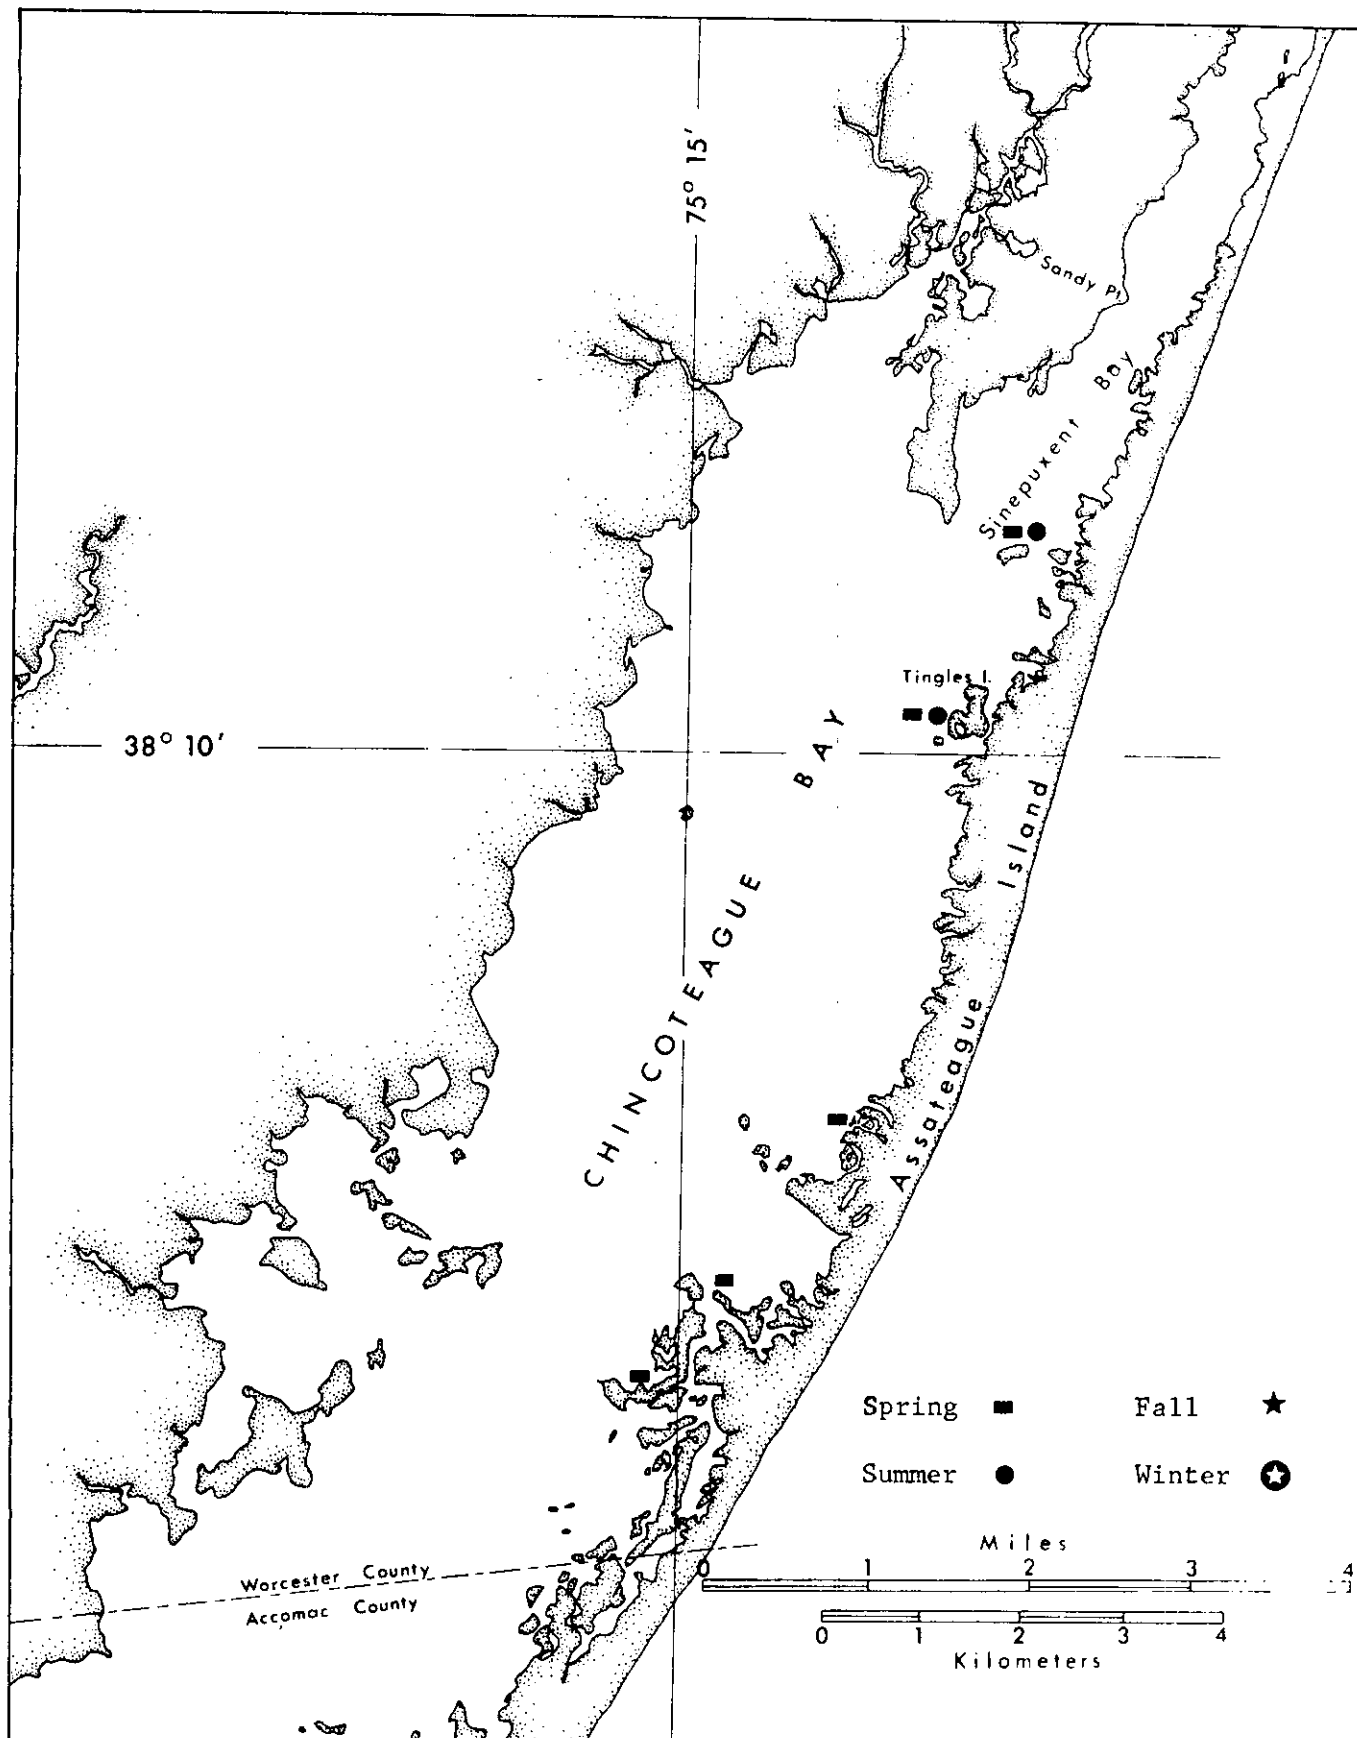 75° 15'
Sandy Pt.
Sinepuxent Bay
Tingles I.
38° 10'
CHINCOTEAGUE BAY
Assateague Island
Spring
Fall
Summer
Winter
Miles
0 1 2 3 4
Worcester County
Accomac County
0 1 2 3 4
Kilometers